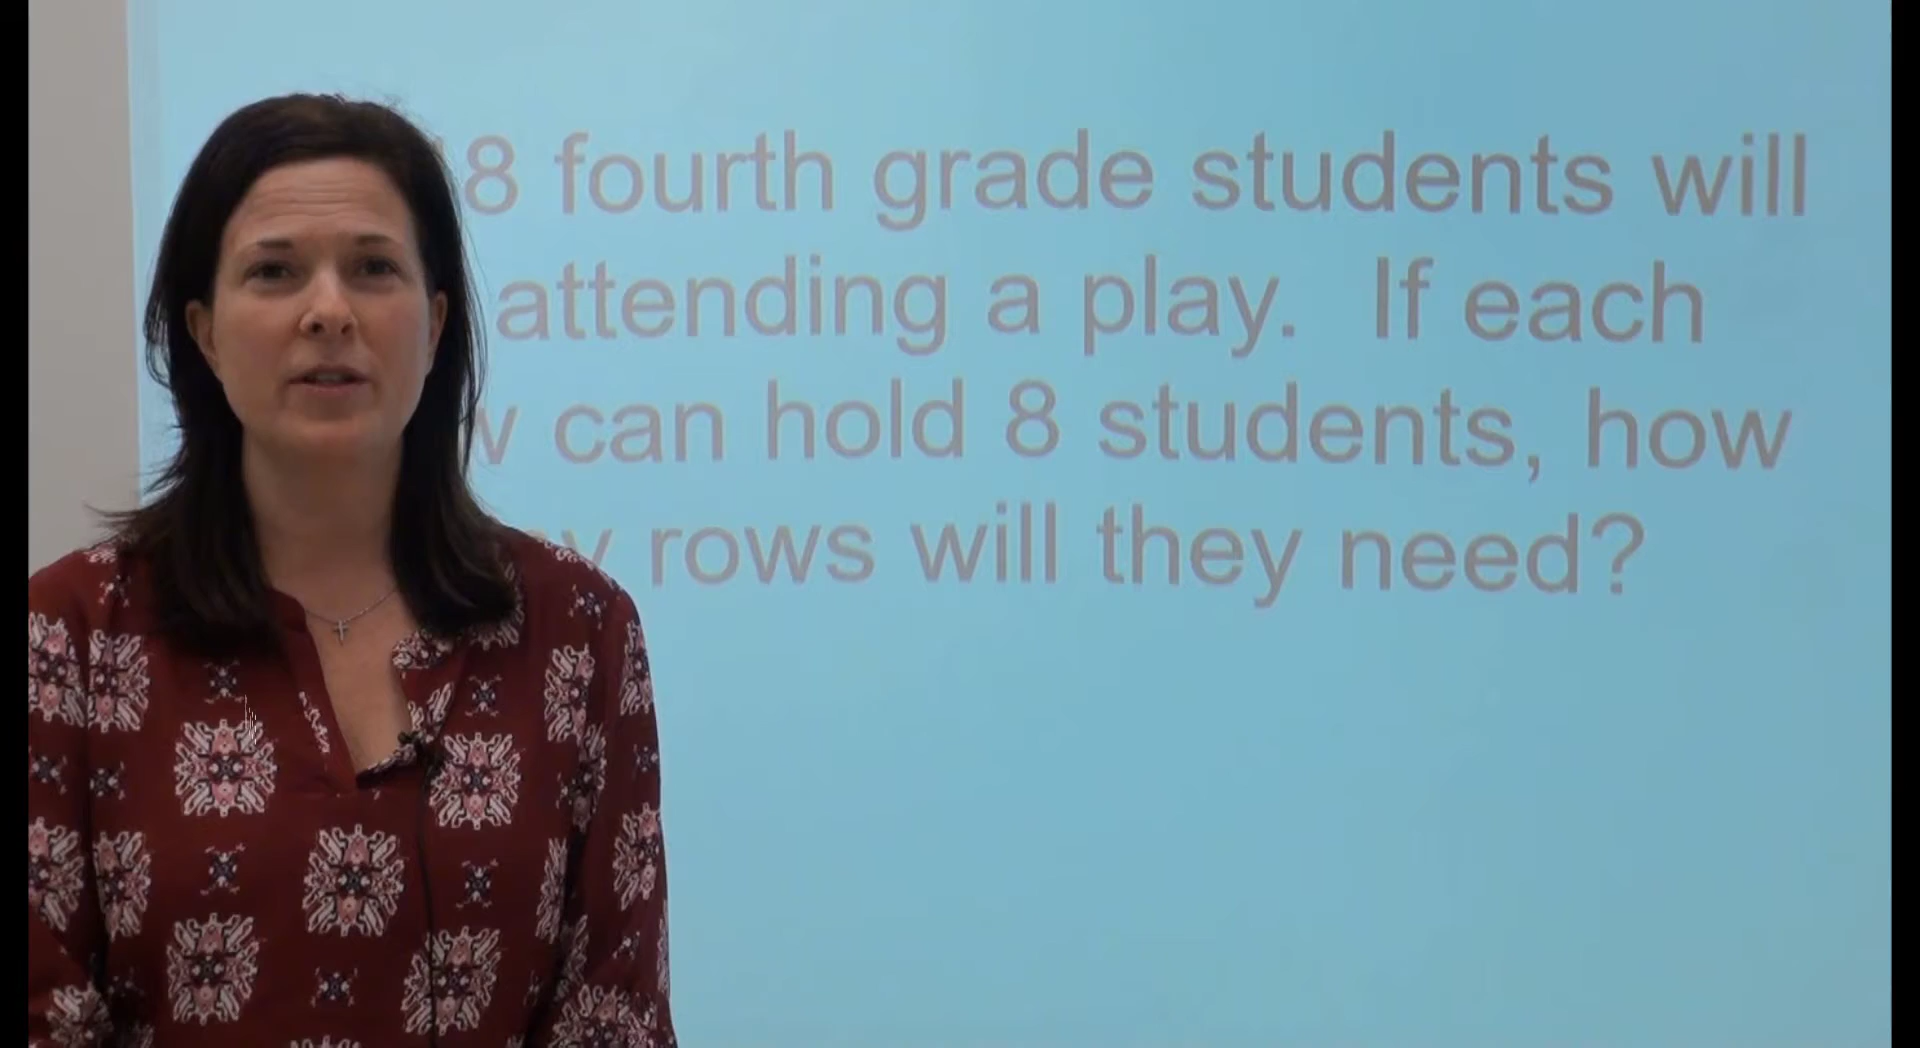 8 fourth grade students will
attending a play. If each
can hold 8 students, how
rows will they need?